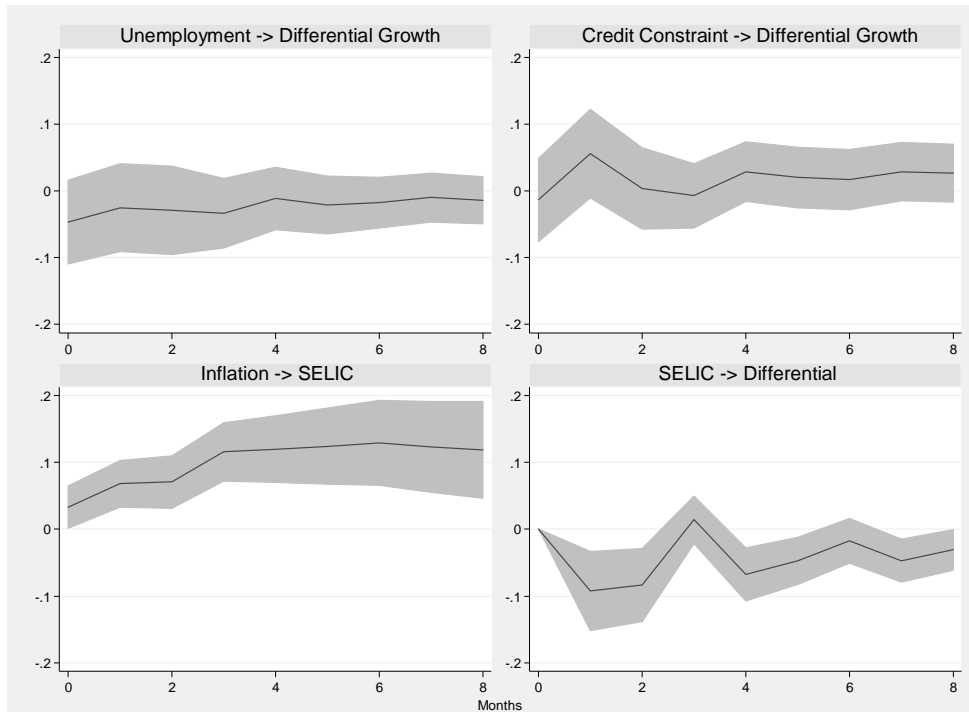 Unemployment -> Differential Growth
.2
.1
0
-.1
-.2
0 2 4 6 8
Credit Constraint -> Differential Growth
.2
.1
0
-.1
-.2
0 2 4 6 8
Inflation -> SELIC
.2
.1
0
-.1
-.2
0 2 4 6 8
SELIC -> Differential
.2
.1
0
-.1
-.2
0 2 4 6 8
Months